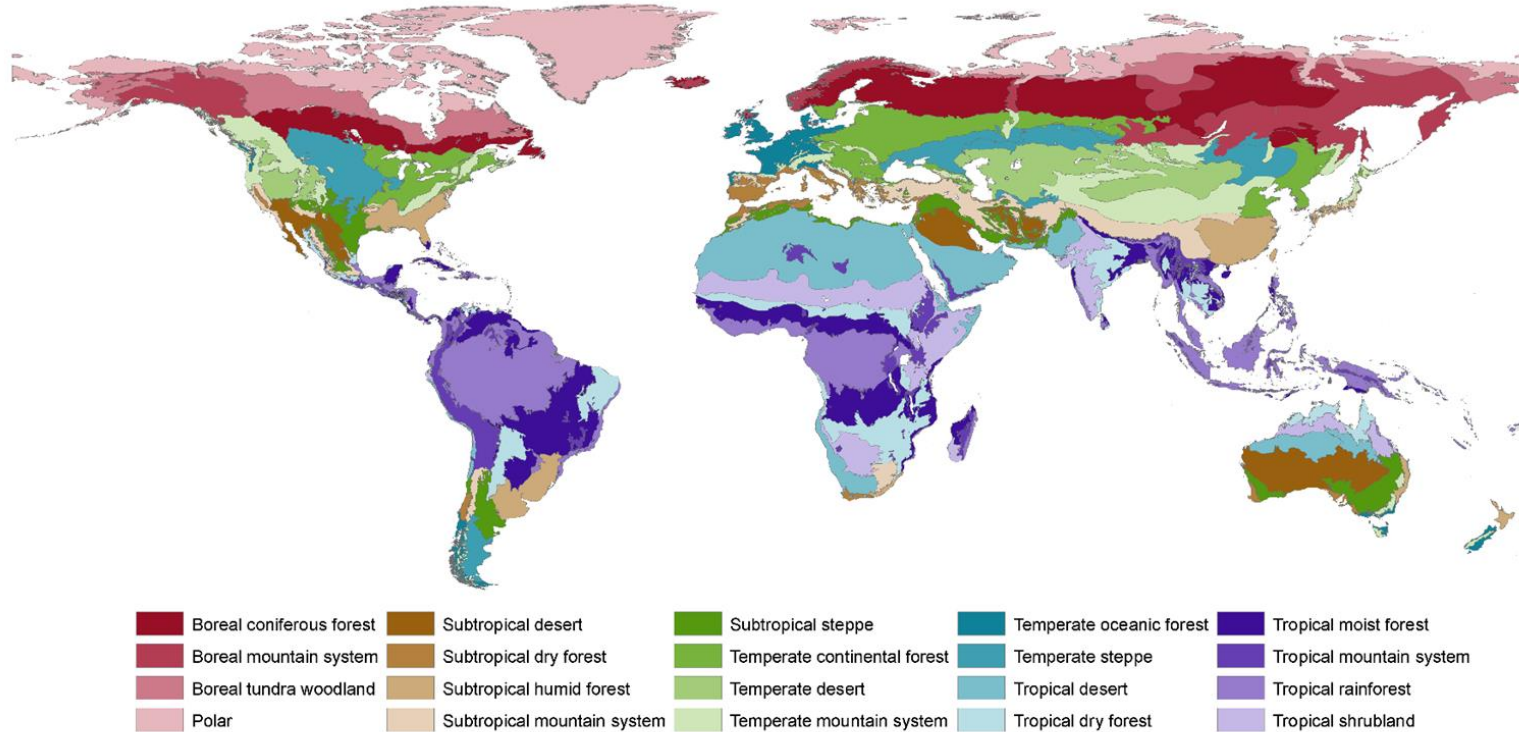 Boreal coniferous forest
Boreal mountain system
Boreal tundra woodland
Polar
Subtropical desert
Subtropical dry forest
Subtropical humid forest
Subtropical mountain system
Subtropical steppe
Temperate continental forest
Temperate desert
Temperate mountain system
Temperate oceanic forest
Temperate steppe
Tropical desert
Tropical dry forest
Tropical moist forest
Tropical mountain system
Tropical rainforest
Tropical shrubland